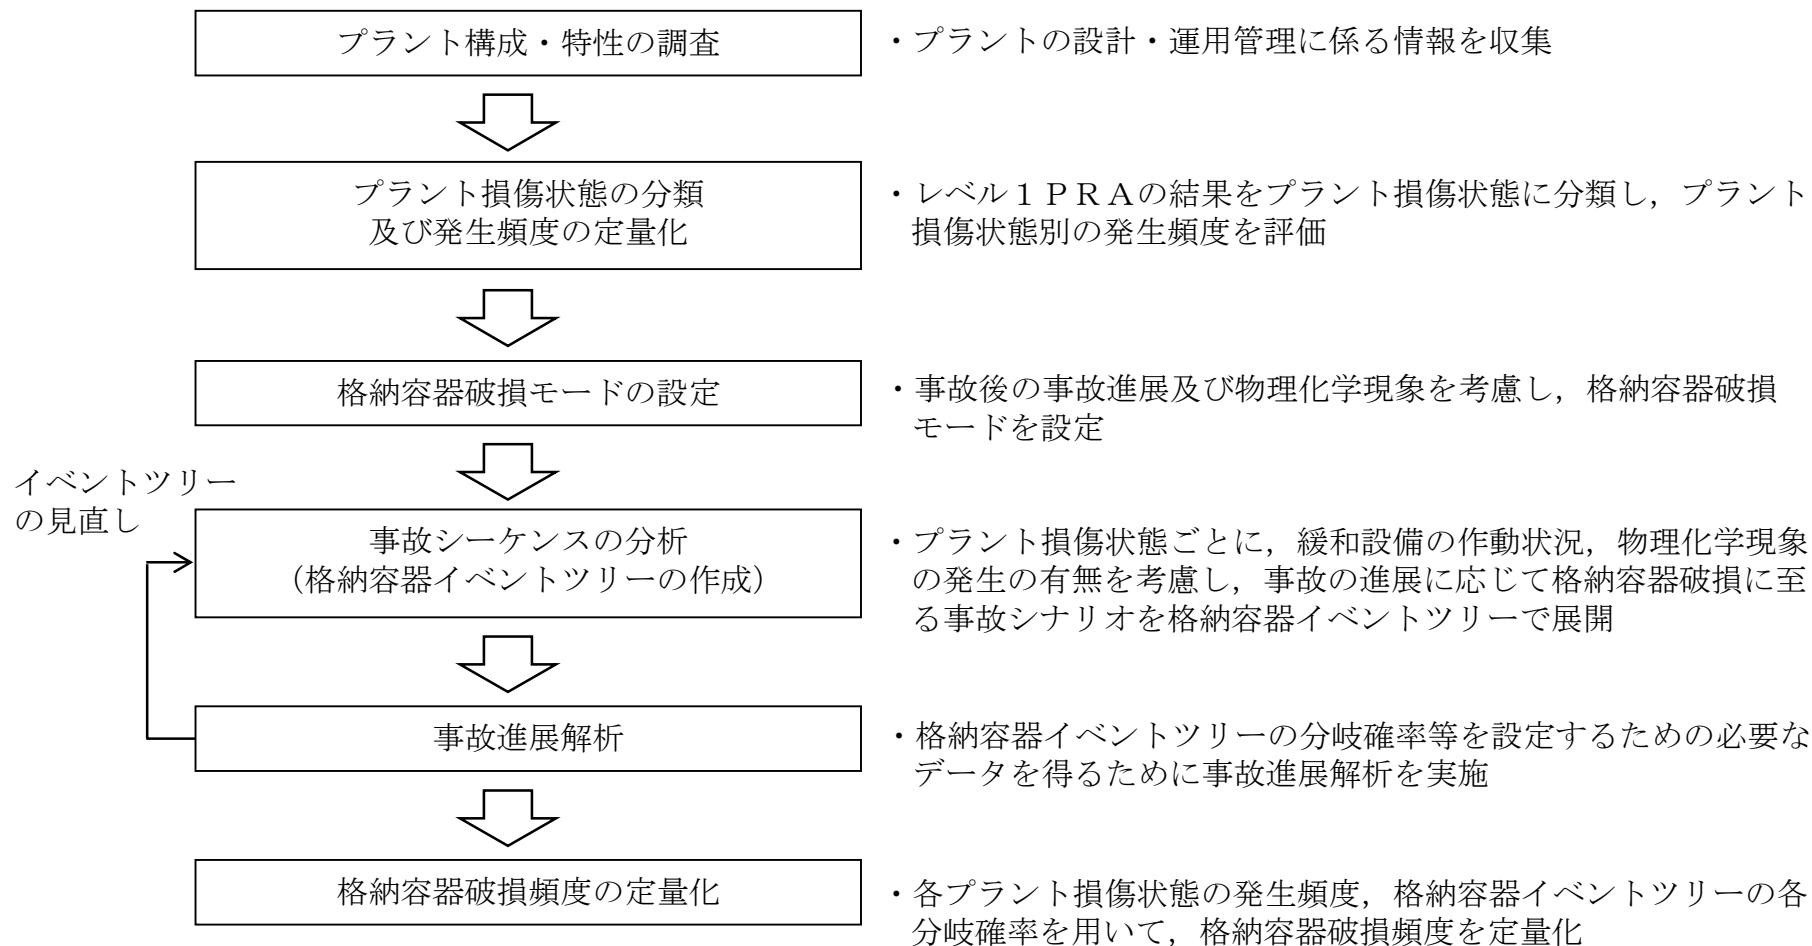 プラント構成・特性の調査
・プラントの設計・運用管理に係る情報を収集
プラント損傷状態の分類
及び発生頻度の定量化
・レベル１ＰＲＡの結果をプラント損傷状態に分類し，プラント
損傷状態別の発生頻度を評価
格納容器破損モードの設定
・事故後の事故進展及び物理化学現象を考慮し，格納容器破損
モードを設定
イベントツリー
の見直し
事故シーケンスの分析
（格納容器イベントツリーの作成）
・プラント損傷状態ごとに，緩和設備の作動状況，物理化学現象
の発生の有無を考慮し，事故の進展に応じて格納容器破損に至
る事故シナリオを格納容器イベントツリーで展開
事故進展解析
・格納容器イベントツリーの分岐確率等を設定するための必要な
データを得るために事故進展解析を実施
格納容器破損頻度の定量化
・各プラント損傷状態の発生頻度，格納容器イベントツリーの各
分岐確率を用いて，格納容器破損頻度を定量化